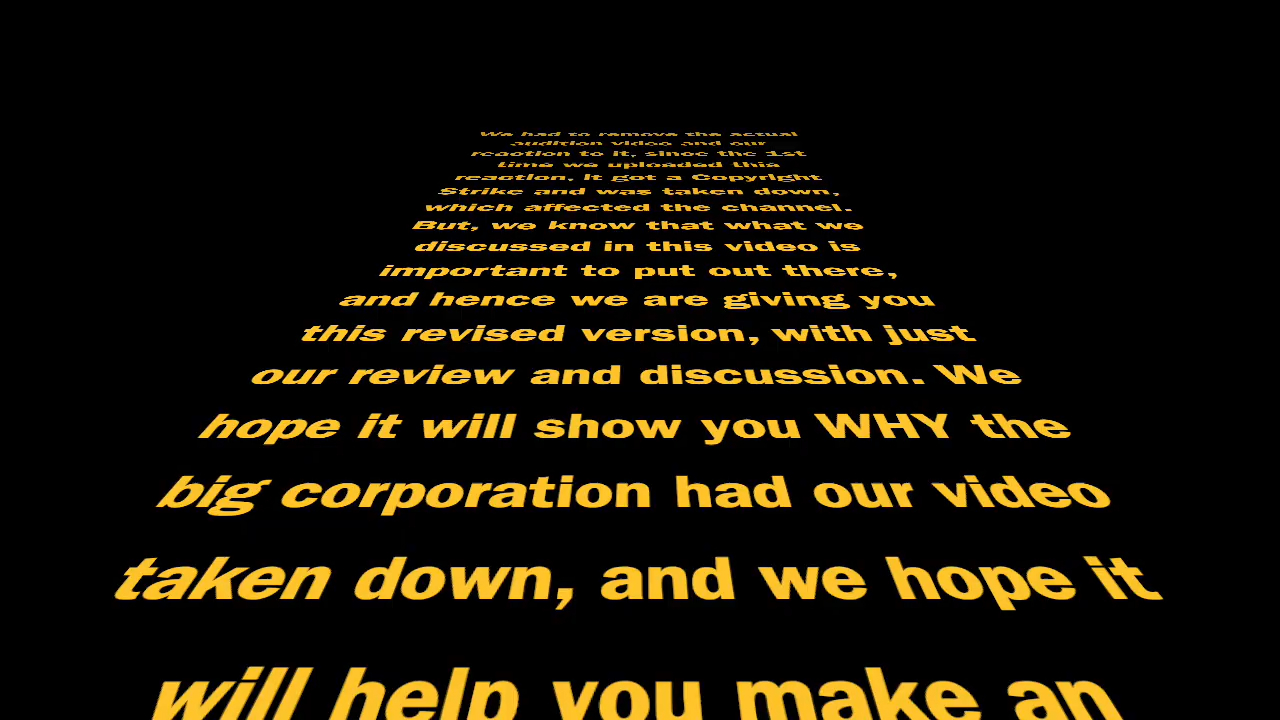 We had to remove the actual
audition video and our
reaction to it, since the 1st
time we uploaded this
reaction, it got a Copyright
Strike and was taken down,
which affected the channel.
But, we know that what we
discussed in this video is
important to put out there,
and hence we are giving you
this revised version, with just
our review and discussion. We
hope it will show you WHY the
big corporation had our video
taken down, and we hope it
will help you make an